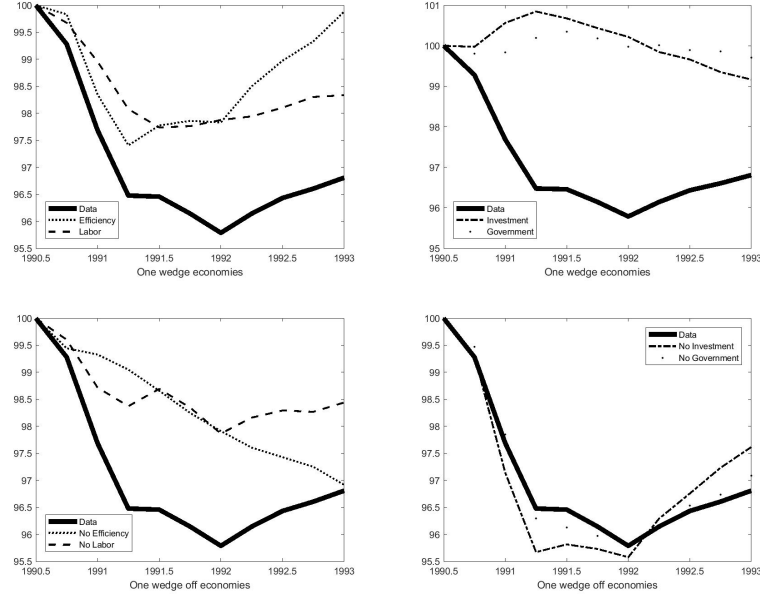 100
99.5
99
98.5
98
97.5
97
96.5
96
95.5
1990.5 1991 1991.5 1992 1992.5 1993
Data
Efficiency
Labor
One wedge economies
101
100
99
98
97
96
95
1990.5 1991 1991.5 1992 1992.5 1993
Data
Investment
Government
One wedge economies
100
99.5
99
98.5
98
97.5
97
96.5
96
95.5
1990.5 1991 1991.5 1992 1992.5 1993
Data
No Efficiency
No Labor
One wedge off economies
100
99.5
99
98.5
98
97.5
97
96.5
96
95.5
1990.5 1991 1991.5 1992 1992.5 1993
Data
No Investment
No Government
One wedge off economies